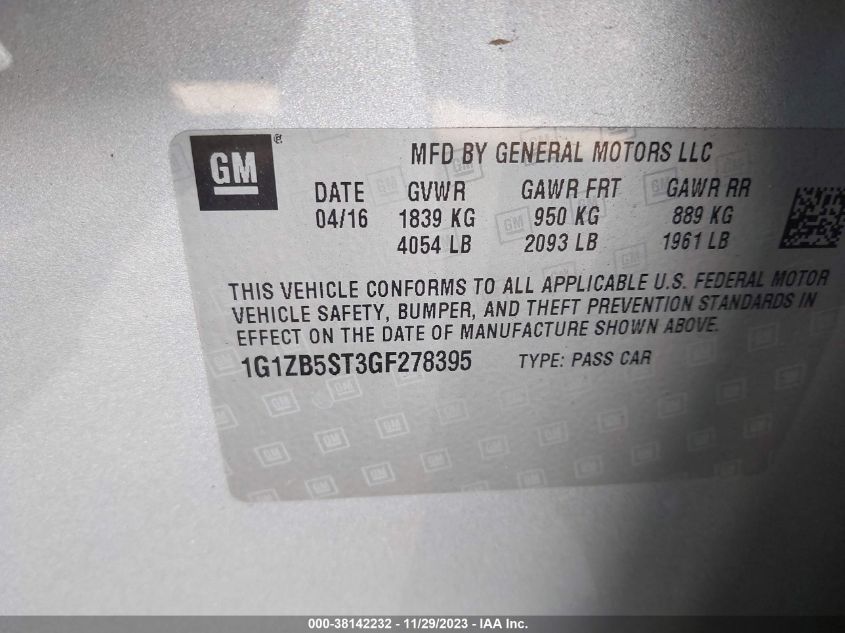 GM®
MFD BY GENERAL MOTORS LLC
DATE GVWR GAWR FRT GAWR RR
04/16 1839 KG 950 KG 889 KG
4054 LB 2093 LB 1961 LB
THIS VEHICLE CONFORMS TO ALL APPLICABLE U.S. FEDERAL MOTOR
VEHICLE SAFETY, BUMPER, AND THEFT PREVENTION STANDARDS IN
EFFECT ON THE DATE OF MANUFACTURE SHOWN ABOVE.
1G1ZB5ST3GF278395 TYPE: PASS CAR
000-38142232 - 11/29/2023 - IAA Inc.